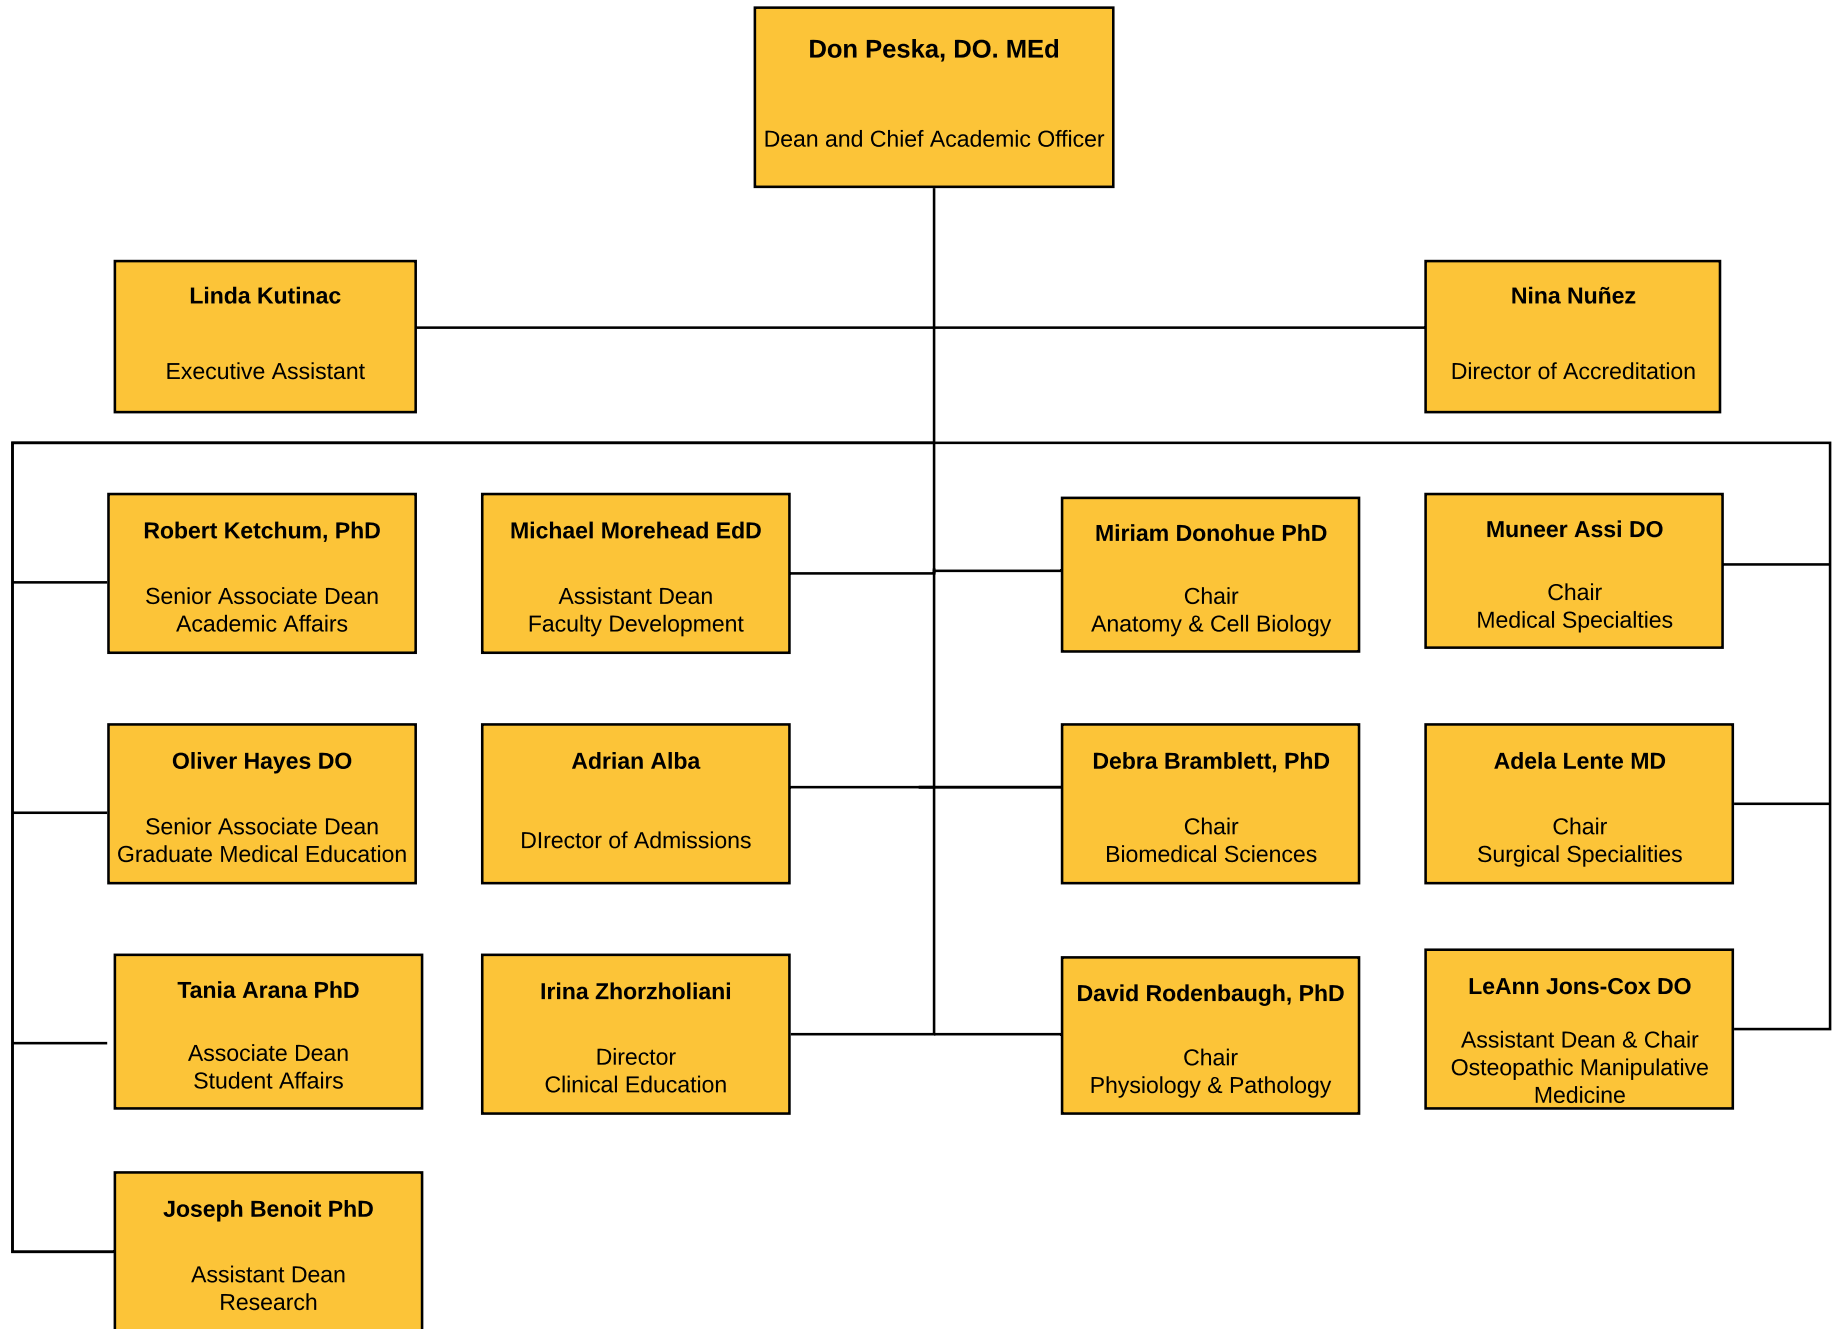 Don Peska, DO. MEd
Dean and Chief Academic Officer
Linda Kutinac
Executive Assistant
Nina Nuñez
Director of Accreditation
Robert Ketchum, PhD
Senior Associate Dean
Academic Affairs
Michael Morehead EdD
Assistant Dean
Faculty Development
Miriam Donohue PhD
Chair
Anatomy & Cell Biology
Muneer Assi DO
Chair
Medical Specialties
Oliver Hayes DO
Senior Associate Dean
Graduate Medical Education
Adrian Alba
DIrector of Admissions
Debra Bramblett, PhD
Chair
Biomedical Sciences
Adela Lente MD
Chair
Surgical Specialities
Tania Arana PhD
Associate Dean
Student Affairs
Irina Zhorzholiani
Director
Clinical Education
David Rodenbaugh, PhD
Chair
Physiology & Pathology
LeAnn Jons-Cox DO
Assistant Dean & Chair
Osteopathic Manipulative
Medicine
Joseph Benoit PhD
Assistant Dean
Research